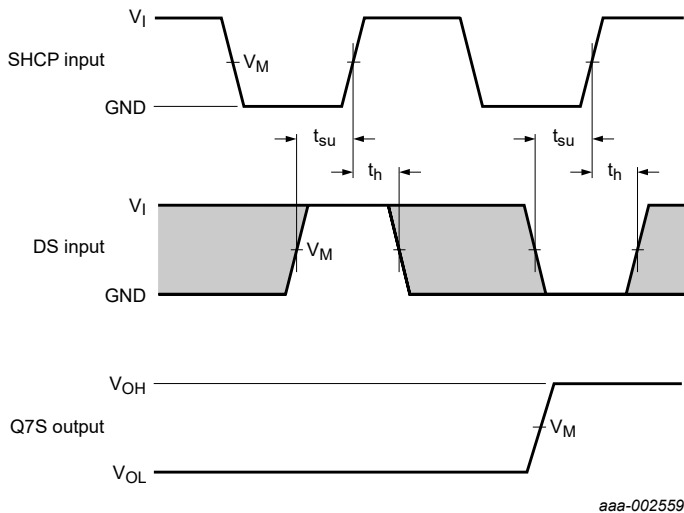 V_I
SHCP input
V_M
GND
t_su
t_su
t_h
t_h
V_I
DS input
V_M
GND
V_OH
Q7S output
V_M
V_OL
aaa-002559